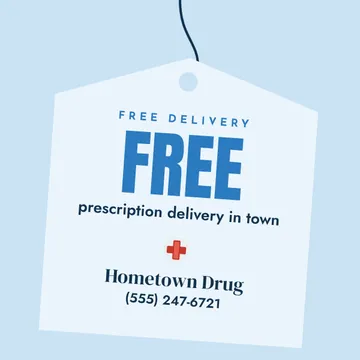 FREE DELIVERY
FREE
prescription delivery in town
Hometown Drug
(555) 247-6721